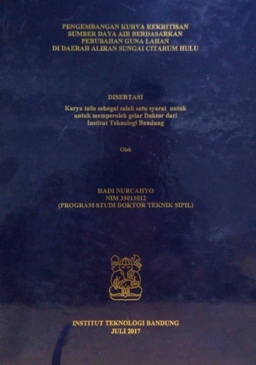 PENGEMBANGAN KURVA KEKRITISAN
SUMBER DAYA AIR BERDASARKAN
PERUBAHAN GUNA LAHAN
DI DAERAH ALIRAN SUNGAI CITARUM HULU
DISERTASI
Karya tulis sebagai salah satu syarat untuk
untuk memperoleh gelar Doktor dari
Institut Teknologi Bandung
Oleh
HADI NURCAHYO
NIM 35011012
(PROGRAM STUDI DOKTOR TEKNIK SIPIL)
INSTITUT TEKNOLOGI BANDUNG
JULI 2017